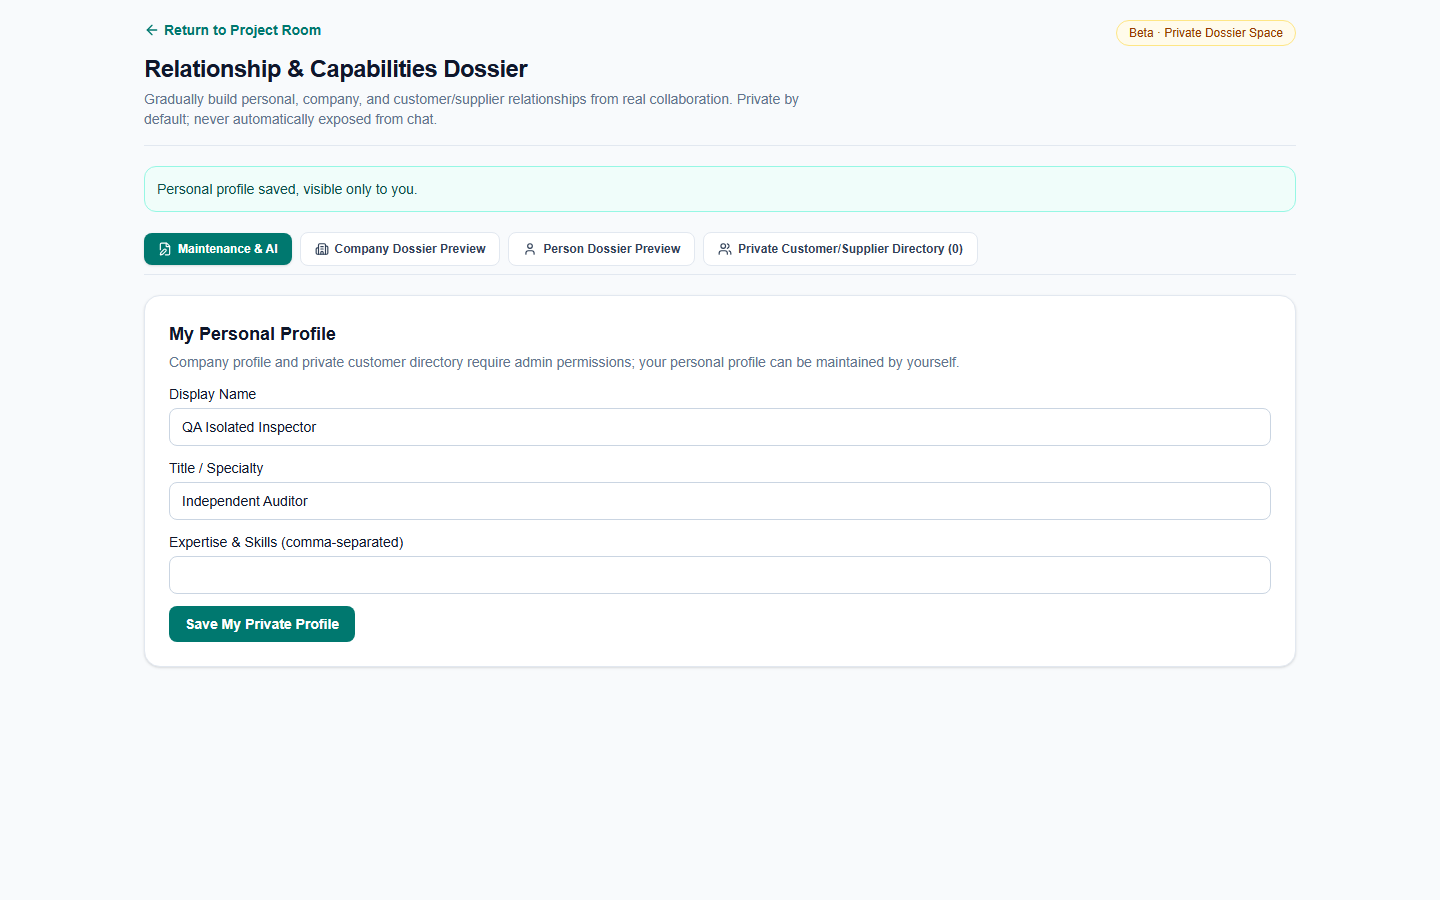 Return to Project Room
Beta · Private Dossier Space
Relationship & Capabilities Dossier
Gradually build personal, company, and customer/supplier relationships from real collaboration. Private by
default; never automatically exposed from chat.
Personal profile saved, visible only to you.
Maintenance & AI
Company Dossier Preview
Person Dossier Preview
Private Customer/Supplier Directory (0)
My Personal Profile
Company profile and private customer directory require admin permissions; your personal profile can be maintained by yourself.
Display Name
QA Isolated Inspector
Title / Specialty
Independent Auditor
Expertise & Skills (comma-separated)
Save My Private Profile